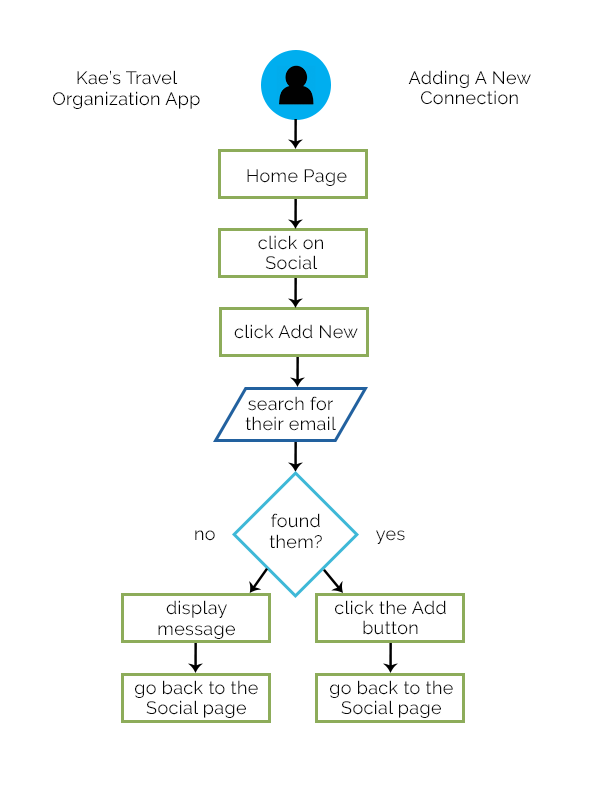 Kae's Travel
Organization App
Adding A New
Connection
Home Page
click on
Social
click Add New
search for
their email
found
them?
no
yes
display
message
click the Add
button
go back to the
Social page
go back to the
Social page